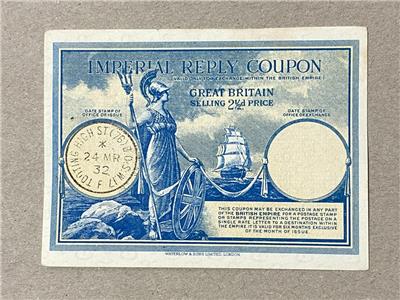 IMPERIAL REPLY COUPON
(VALID ONLY FOR EXCHANGE WITHIN THE BRITISH EMPIRE)
GREAT BRITAIN
SELLING 2½d PRICE
DATE STAMP OF
OFFICE OF ISSUE
DATE STAMP OF
OFFICE OF EXCHANGE
TOOTING HIGH ST (76) B.O. S.W.17
*
24 MR
32
F
THIS COUPON MAY BE EXCHANGED IN ANY PART
OF THE BRITISH EMPIRE FOR A POSTAGE STAMP
OR STAMPS REPRESENTING THE POSTAGE ON A
SINGLE RATE LETTER TO A DESTINATION WITHIN
THE EMPIRE IT IS VALID FOR SIX MONTHS EXCLUSIVE
OF THE MONTH OF ISSUE.
WATERLOW & SONS LIMITED, LONDON.